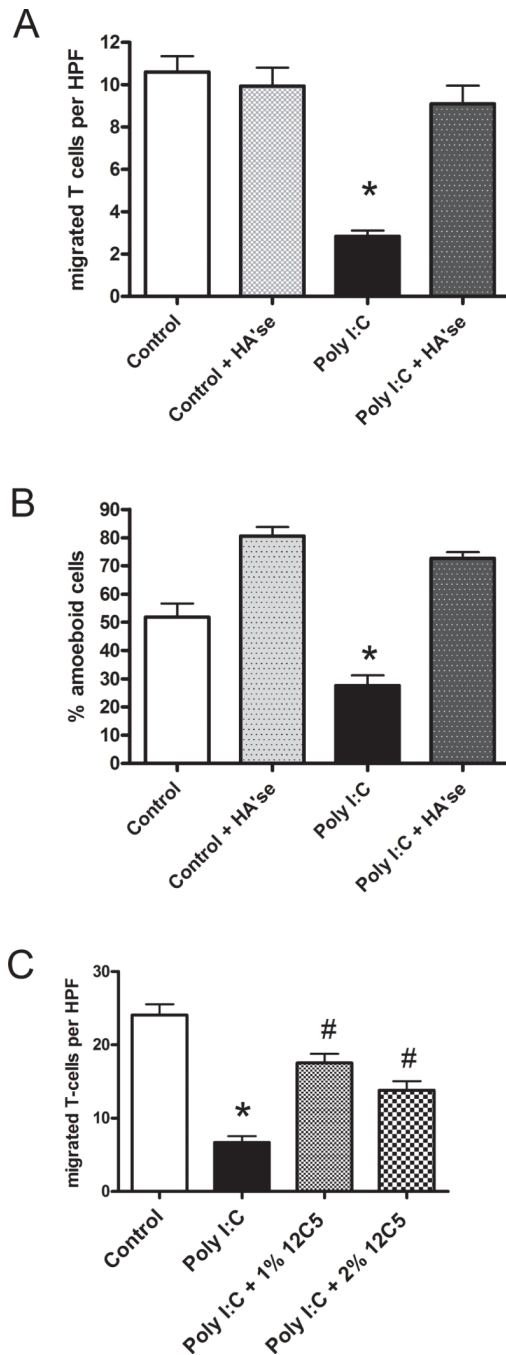 A
migrated T cells per HPF
12
10
8
6
4
2
0
*
Control
Control + HA'se
Poly I:C
Poly I:C + HA'se
B
% amoeboid cells
90
80
70
60
50
40
30
20
10
0
*
Control
Control + HA'se
Poly I:C
Poly I:C + HA'se
C
migrated T-cells per HPF
30
20
10
0
*
#
#
Control
Poly I:C
Poly I:C + 1% 12C5
Poly I:C + 2% 12C5